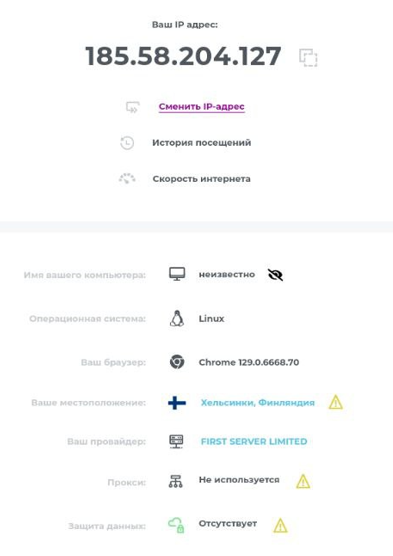 Ваш IP адрес:
185.58.204.127
Сменить IP-адрес
История посещений
Скорость интернета
Имя вашего компьютера: неизвестно
Операционная система: Linux
Ваш браузер: Chrome 129.0.6668.70
Ваше местоположение: Хельсинки, Финляндия
Ваш провайдер: FIRST SERVER LIMITED
Прокси: Не используется
Защита данных: Отсутствует